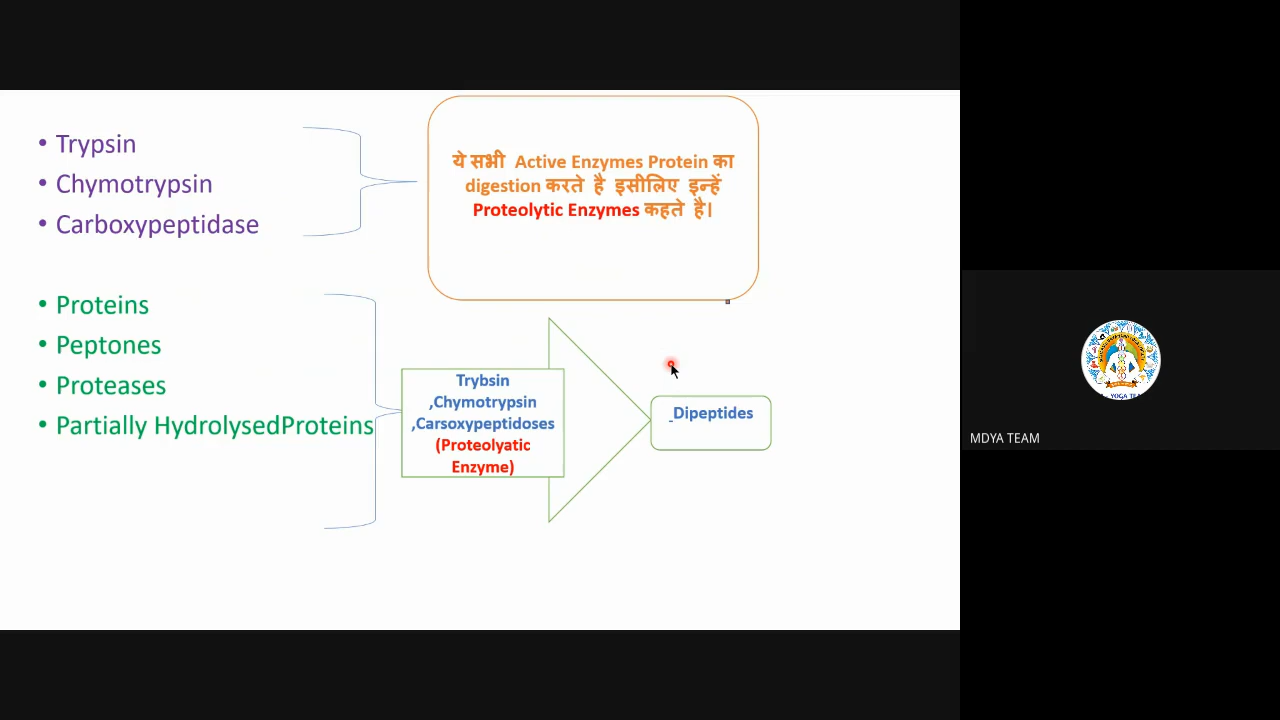 • Trypsin
• Chymotrypsin
• Carboxypeptidase
ये सभी Active Enzymes Protein का
digestion करते है इसीलिए इन्हें
Proteolytic Enzymes कहते है।
• Proteins
• Peptones
• Proteases
• Partially HydrolysedProteins
Trybsin
,Chymotrypsin
,Carsoxypeptidoses
(Proteolyatic
Enzyme)
_Dipeptides
MDYA TEAM